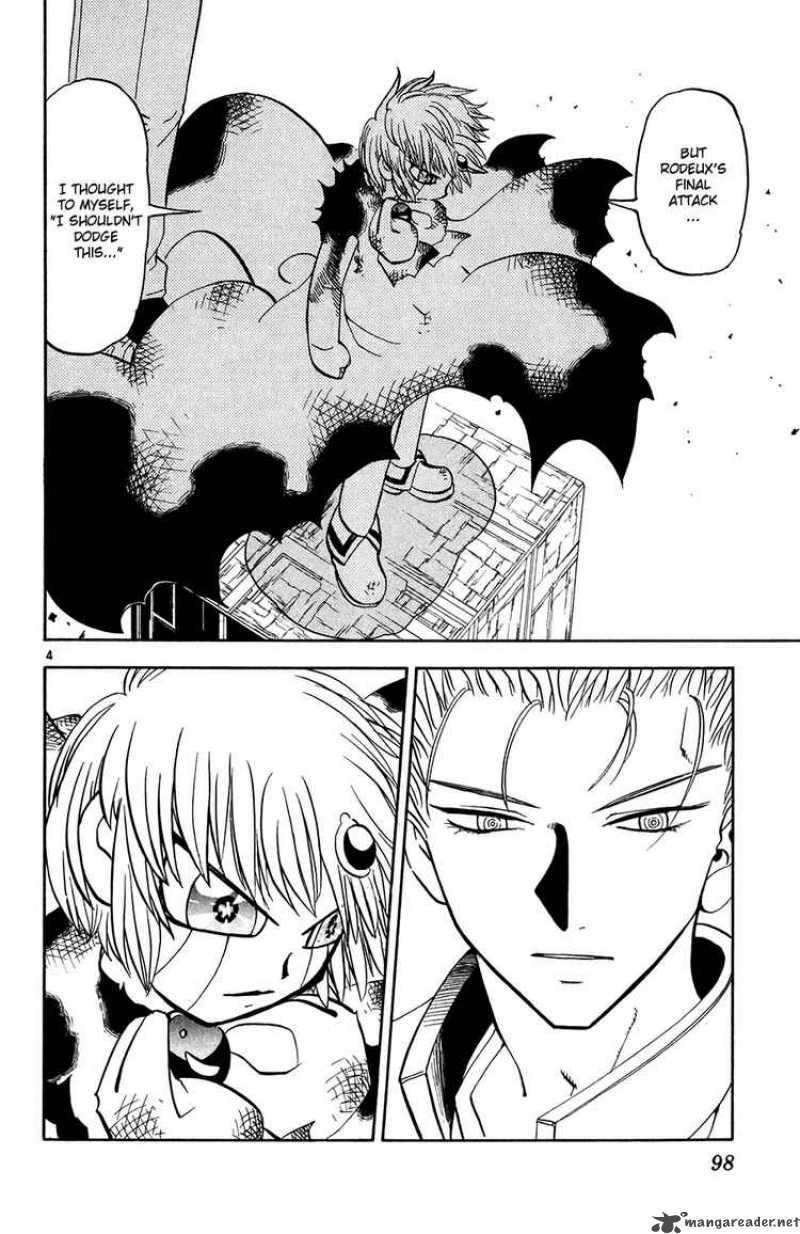 BUT
RODEUX'S
FINAL
ATTACK
...
I THOUGHT
TO MYSELF,
"I SHOULDN'T
DODGE
THIS..."
4
98
mangareader.net